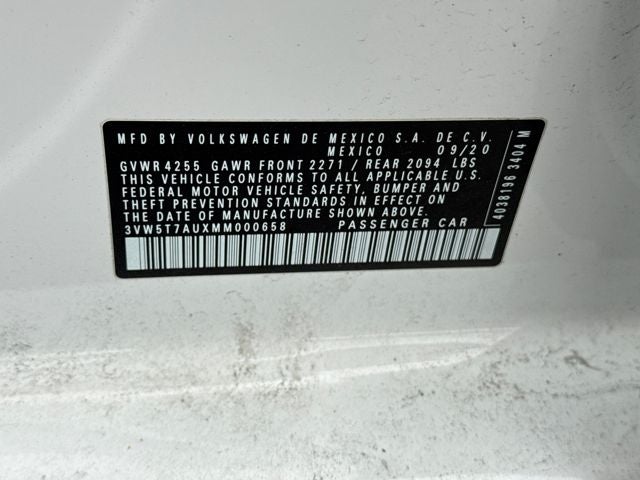 MFD BY VOLKSWAGEN DE MEXICO S.A. DE C.V.
MEXICO 09/20
GVWR 4255 GAWR FRONT 2271 / REAR 2094 LBS
THIS VEHICLE CONFORMS TO ALL APPLICABLE U.S.
FEDERAL MOTOR VEHICLE SAFETY, BUMPER AND
THEFT PREVENTION STANDARDS IN EFFECT ON
THE DATE OF MANUFACTURE SHOWN ABOVE.
3VW5T7AUXMM000658 PASSENGER CAR
4038196 3404 M